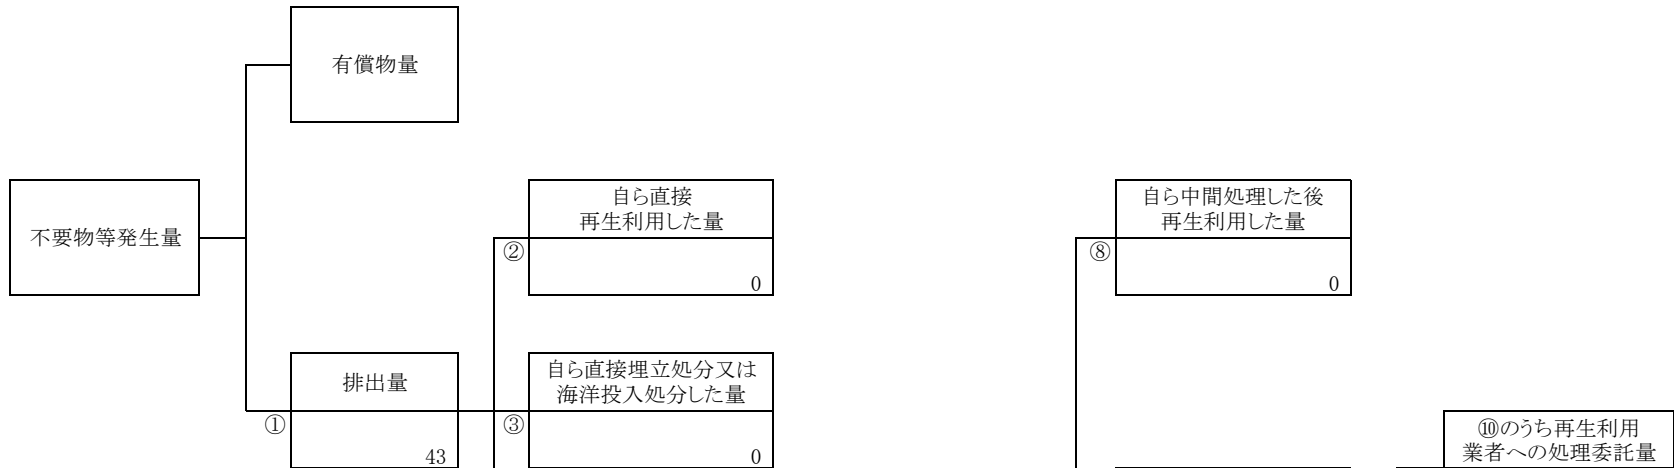 有償物量
不要物等発生量
自ら直接
再生利用した量
②
0
自ら中間処理した後
再生利用した量
⑧
0
排出量
①
43
自ら直接埋立処分又は
海洋投入処分した量
③
0
⑩のうち再生利用
業者への処理委託量